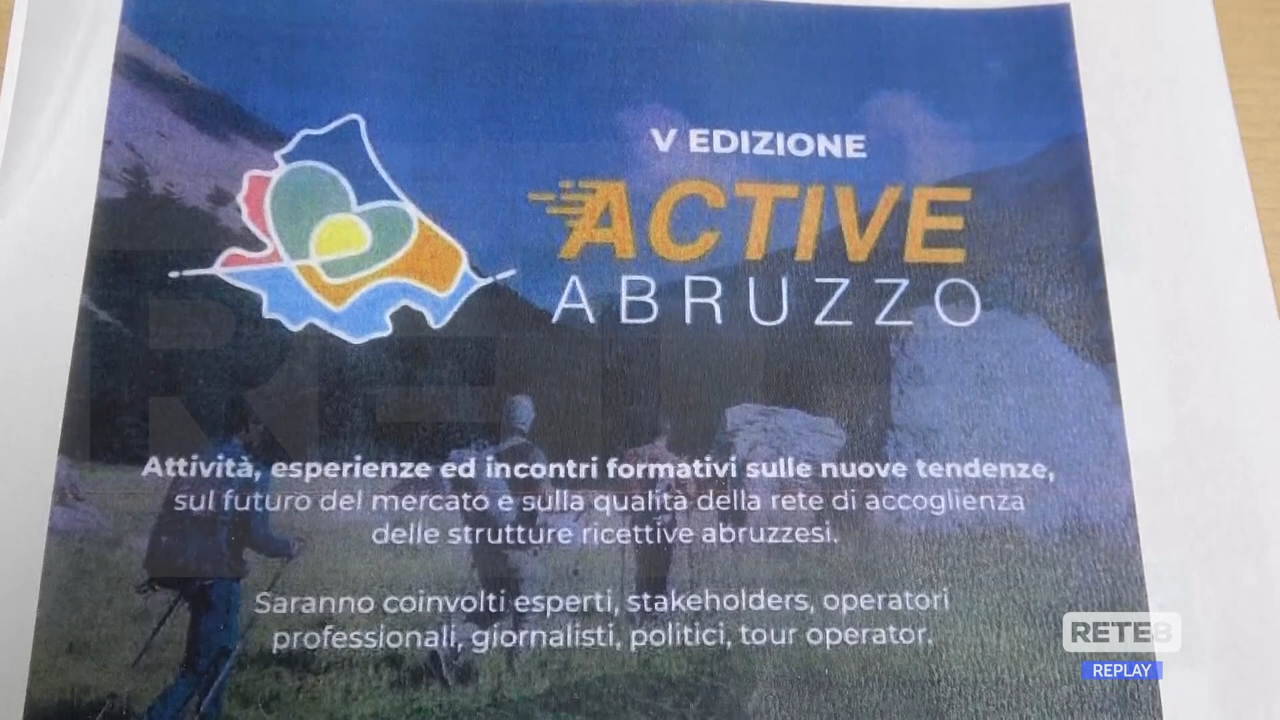 V EDIZIONE
ACTIVE
ABRUZZO
Attività, esperienze ed incontri formativi sulle nuove tendenze,
sul futuro del mercato e sulla qualità della rete di accoglienza
delle strutture ricettive abruzzesi.
Saranno coinvolti esperti, stakeholders, operatori
professionali, giornalisti, politici, tour operator.
RETE8
REPLAY